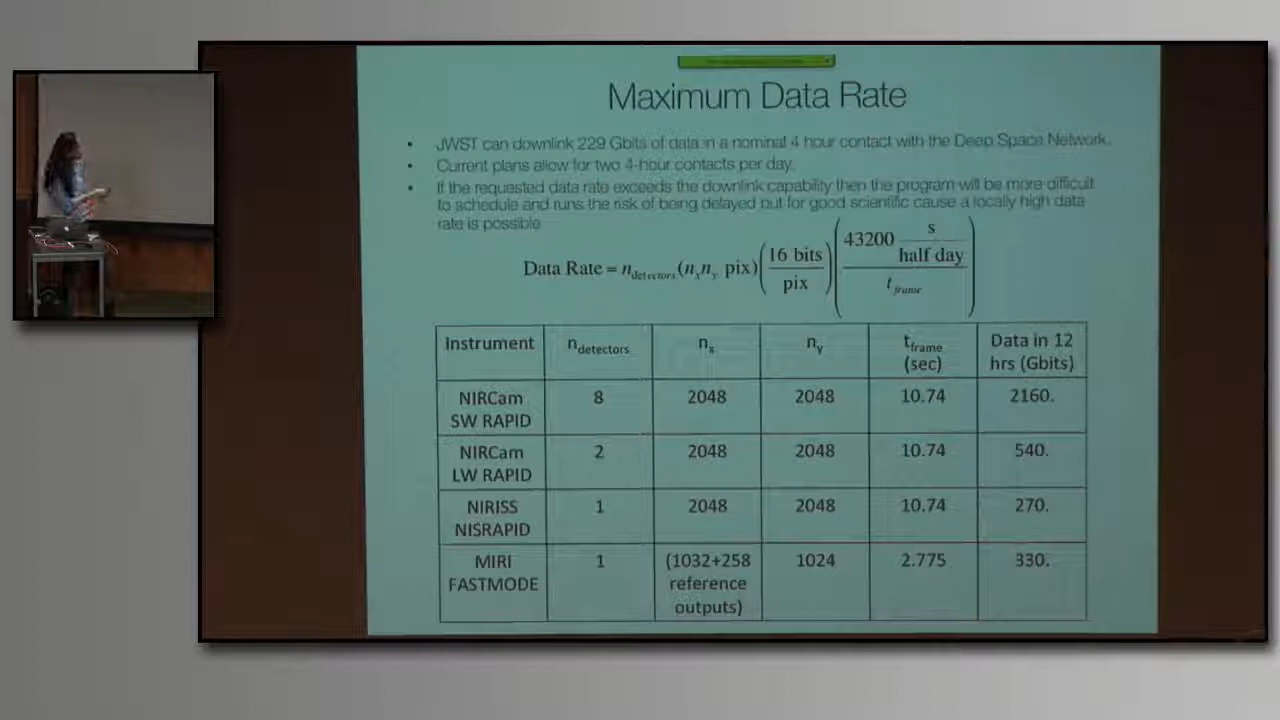 Maximum Data Rate
• JWST can downlink 229 Gbits of data in a nominal 4 hour contact with the Deep Space Network.
• Current plans allow for two 4-hour contacts per day.
• If the requested data rate exceeds the downlink capability then the program will be more difficult
to schedule and runs the risk of being delayed but for good scientific cause a locally high data
rate is possible
Data Rate = n_detectors (n_x n_y pix) (16 bits / pix) (43200 s / half day / t_frame)
Instrument n_detectors n_x n_y t_frame (sec) Data in 12 hrs (Gbits)
NIRCam SW RAPID 8 2048 2048 10.74 2160.
NIRCam LW RAPID 2 2048 2048 10.74 540.
NIRISS NISRAPID 1 2048 2048 10.74 270.
MIRI FASTMODE 1 (1032+258 reference outputs) 1024 2.775 330.